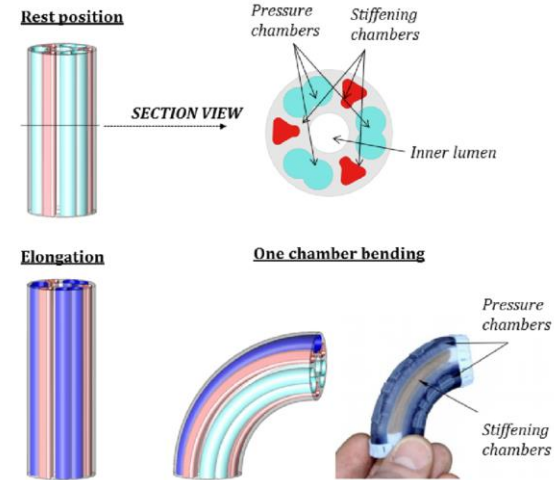 Rest position
Pressure
chambers
Stiffening
chambers
SECTION VIEW
Inner lumen
Elongation
One chamber bending
Pressure
chambers
Stiffening
chambers